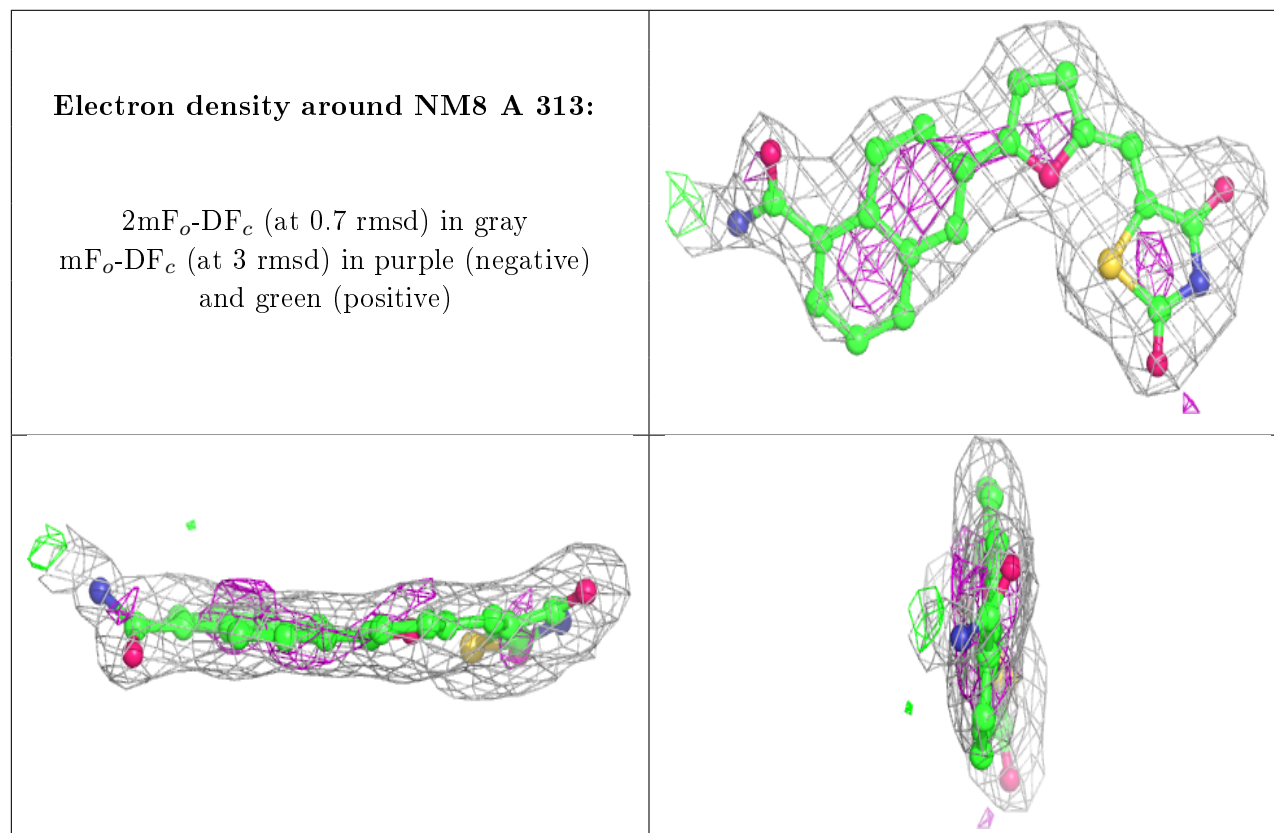 Electron density around NM8 A 313:
2mFo-DFc (at 0.7 rmsd) in gray
mFo-DFc (at 3 rmsd) in purple (negative)
and green (positive)